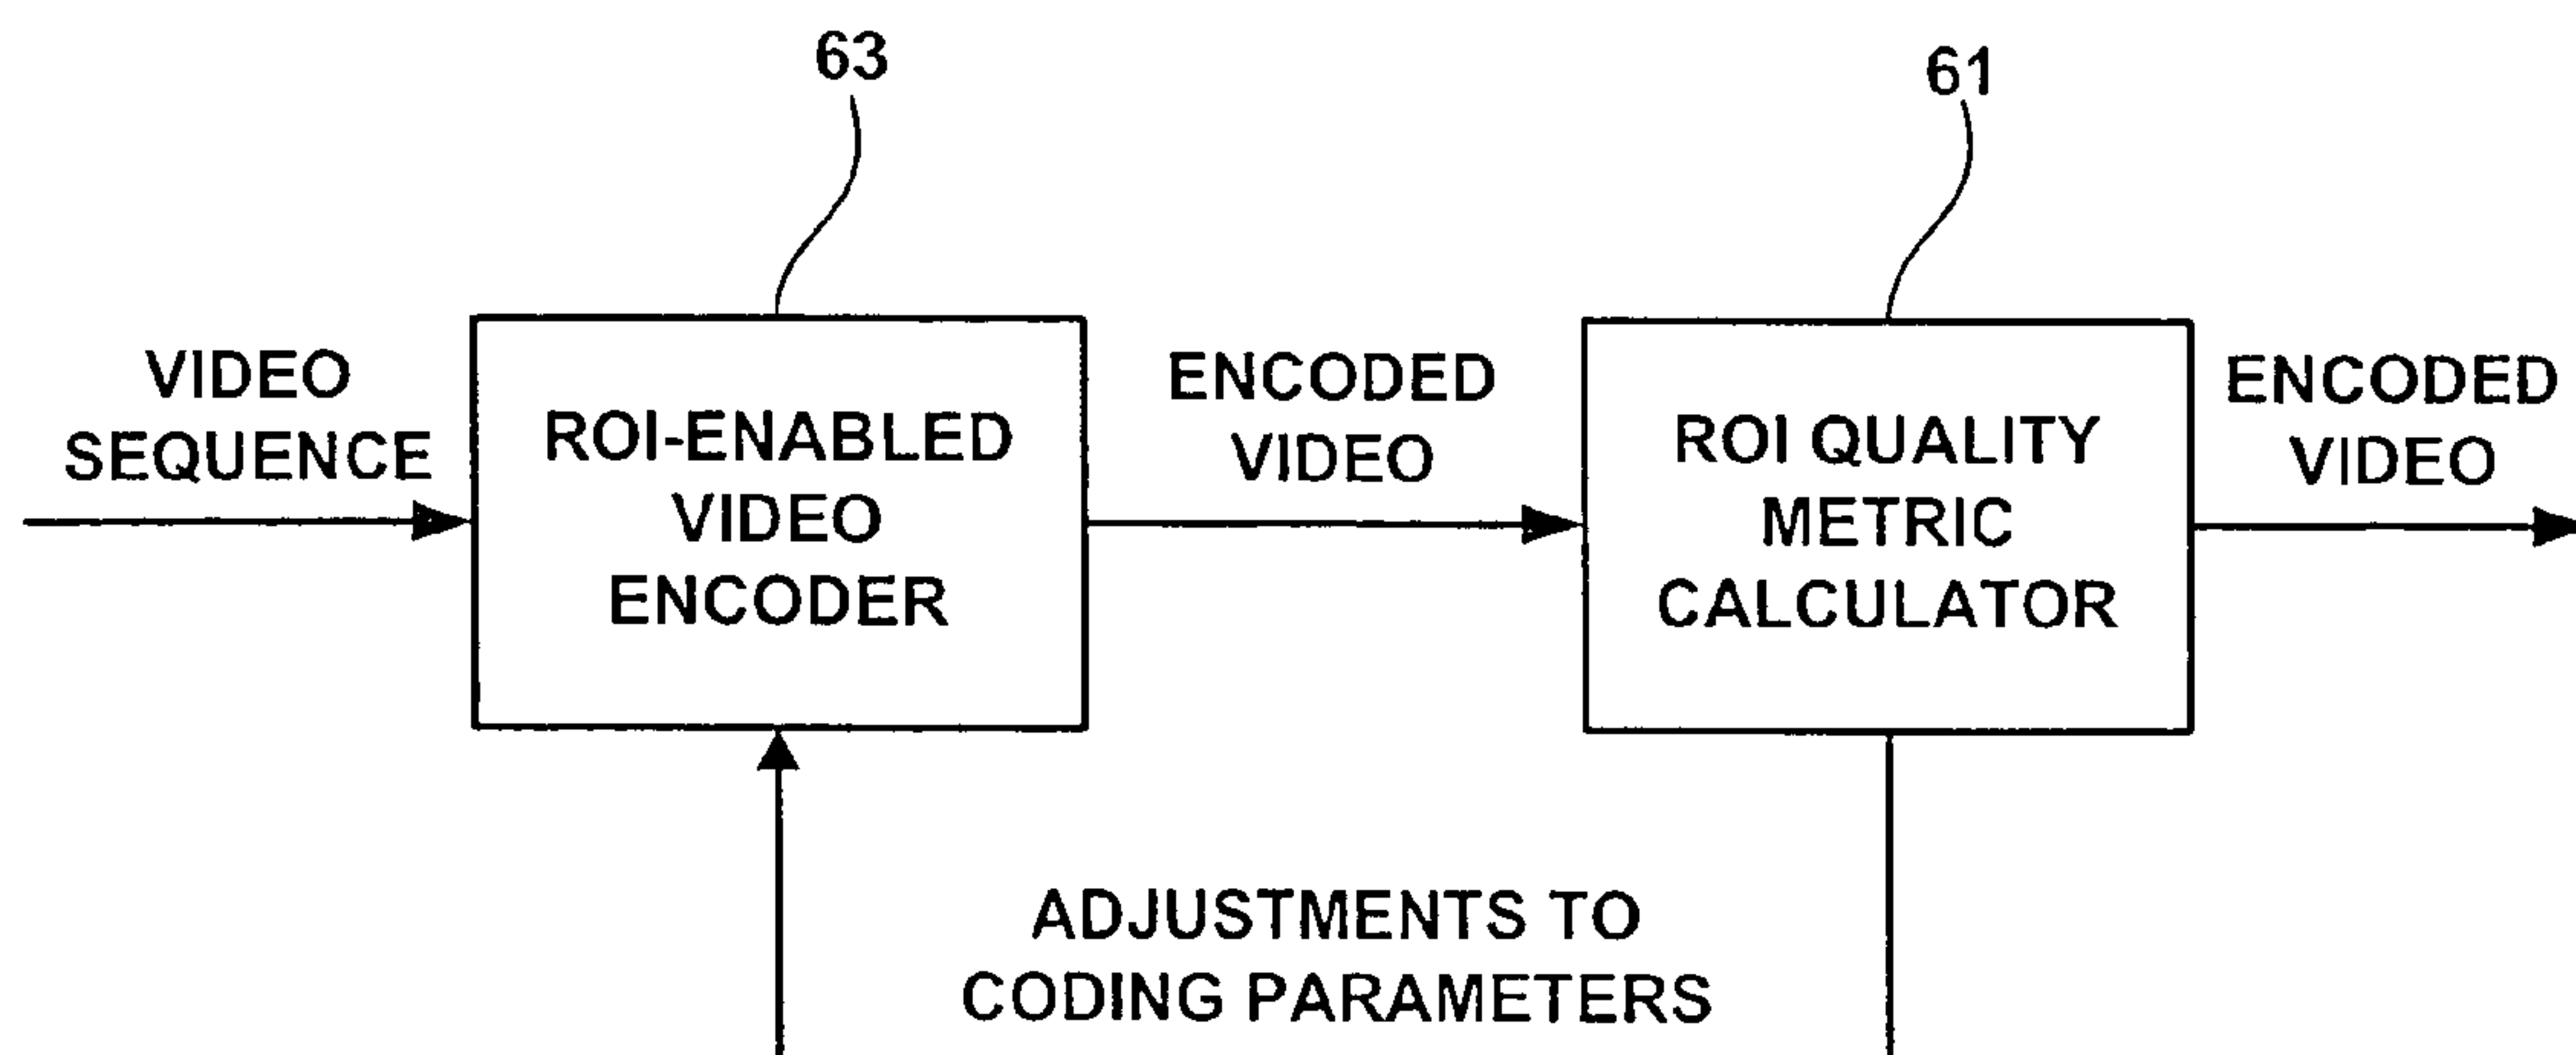 63
61
VIDEO
SEQUENCE
ROI-ENABLED
VIDEO
ENCODER
ENCODED
VIDEO
ROI QUALITY
METRIC
CALCULATOR
ENCODED
VIDEO
ADJUSTMENTS TO
CODING PARAMETERS